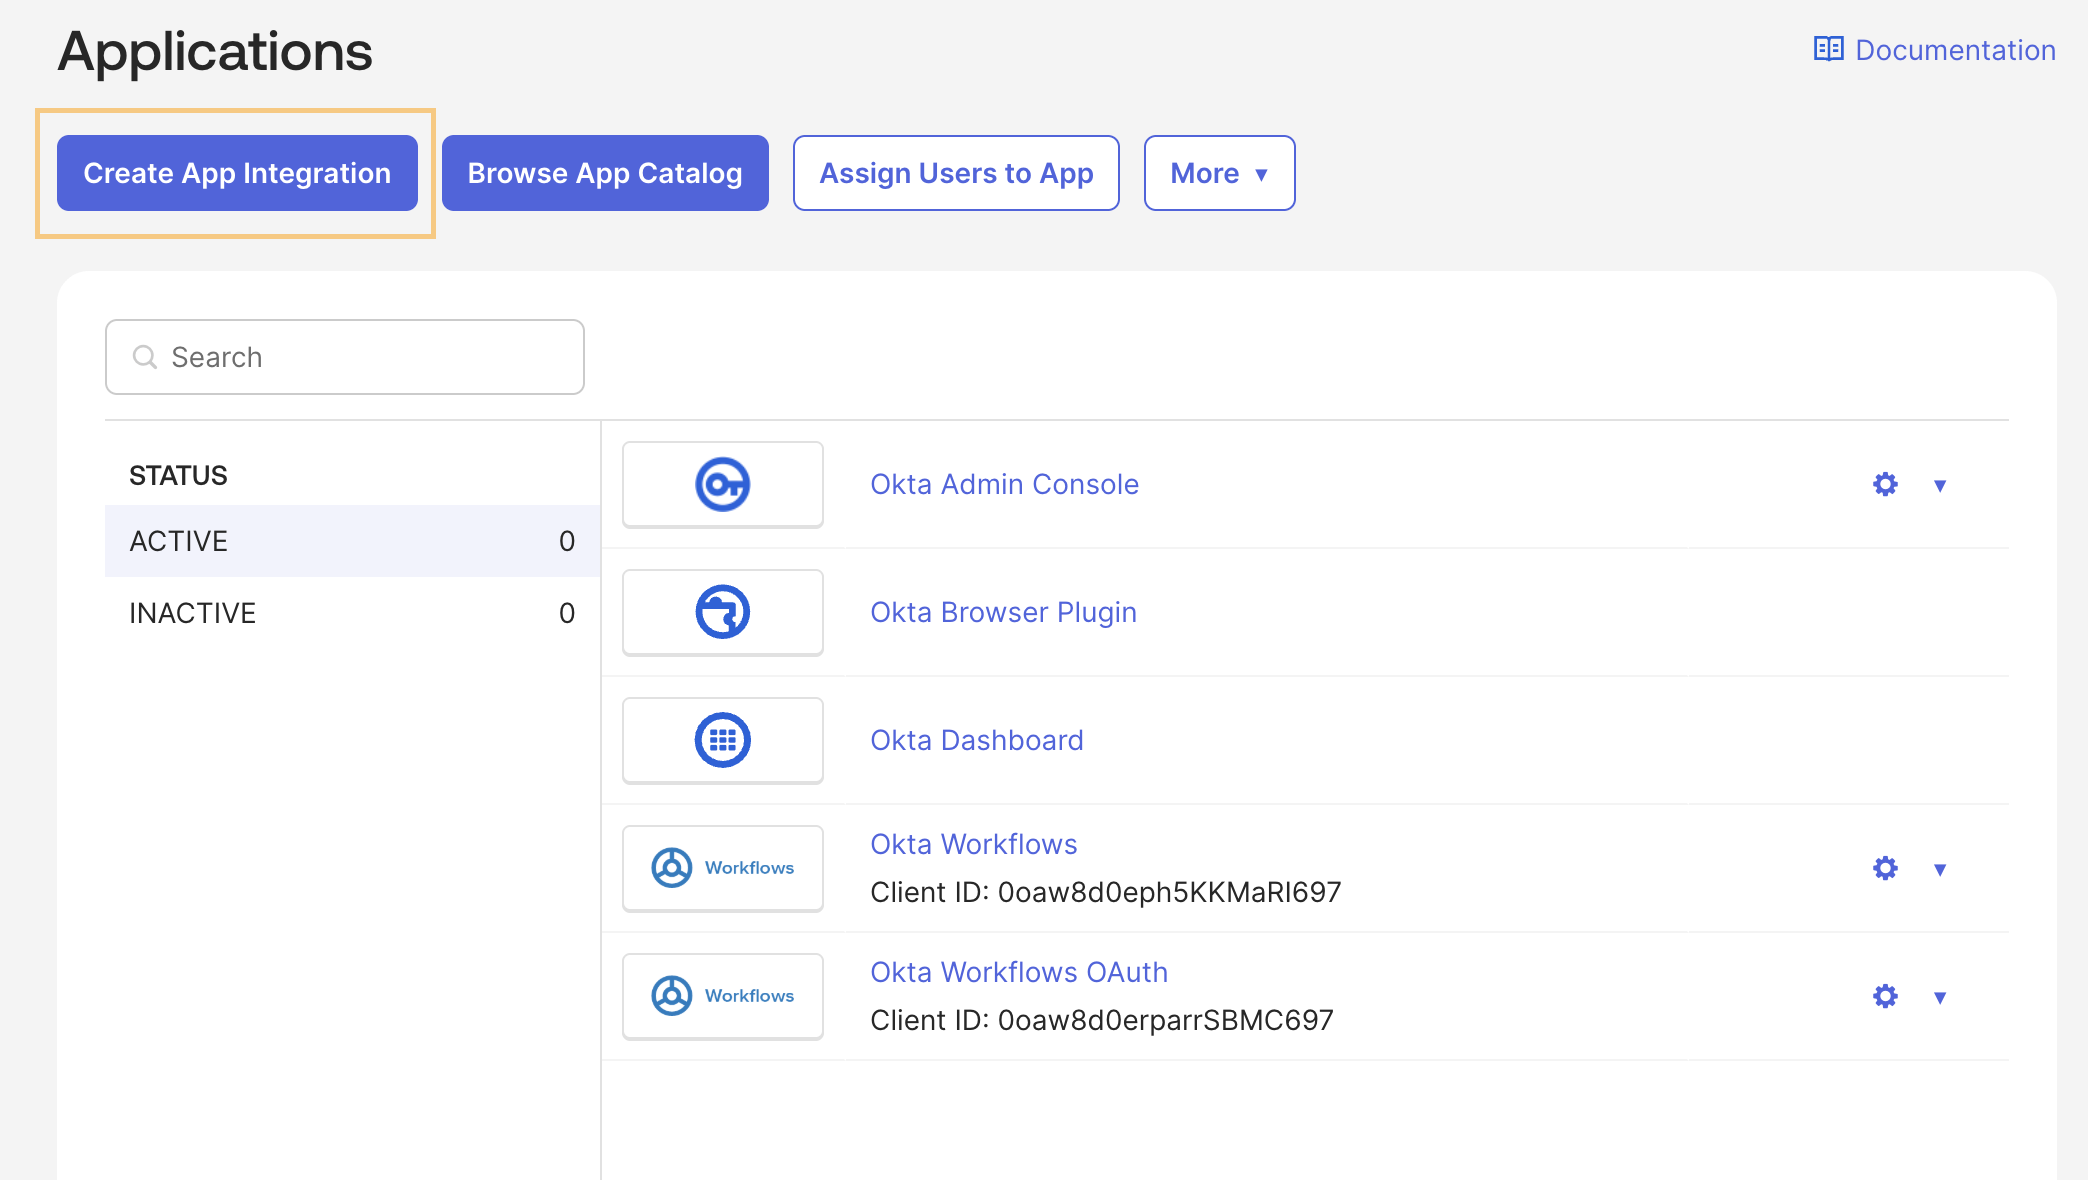 Applications
Documentation
Create App Integration
Browse App Catalog
Assign Users to App
More
Search
STATUS
ACTIVE 0
INACTIVE 0
Okta Admin Console
Okta Browser Plugin
Okta Dashboard
Workflows
Okta Workflows
Client ID: 0oaw8d0eph5KKMaRI697
Workflows
Okta Workflows OAuth
Client ID: 0oaw8d0erparrSBMC697